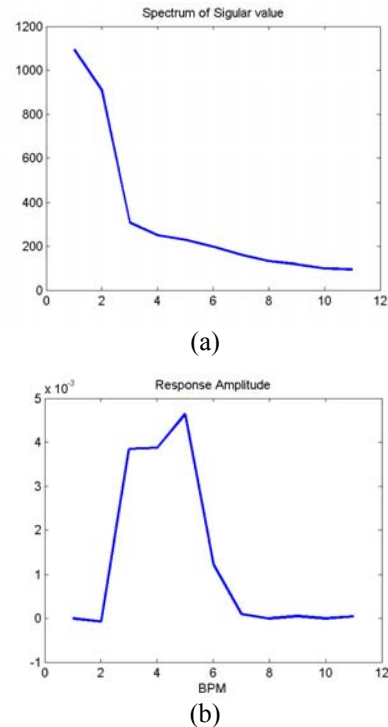 Spectrum of Sigular value
1200
1000
800
600
400
200
0
0 2 4 6 8 10 12
(a)
Response Amplitude
x 10-3
5
4
3
2
1
0
-1
0 2 4 6 8 10 12
BPM
(b)